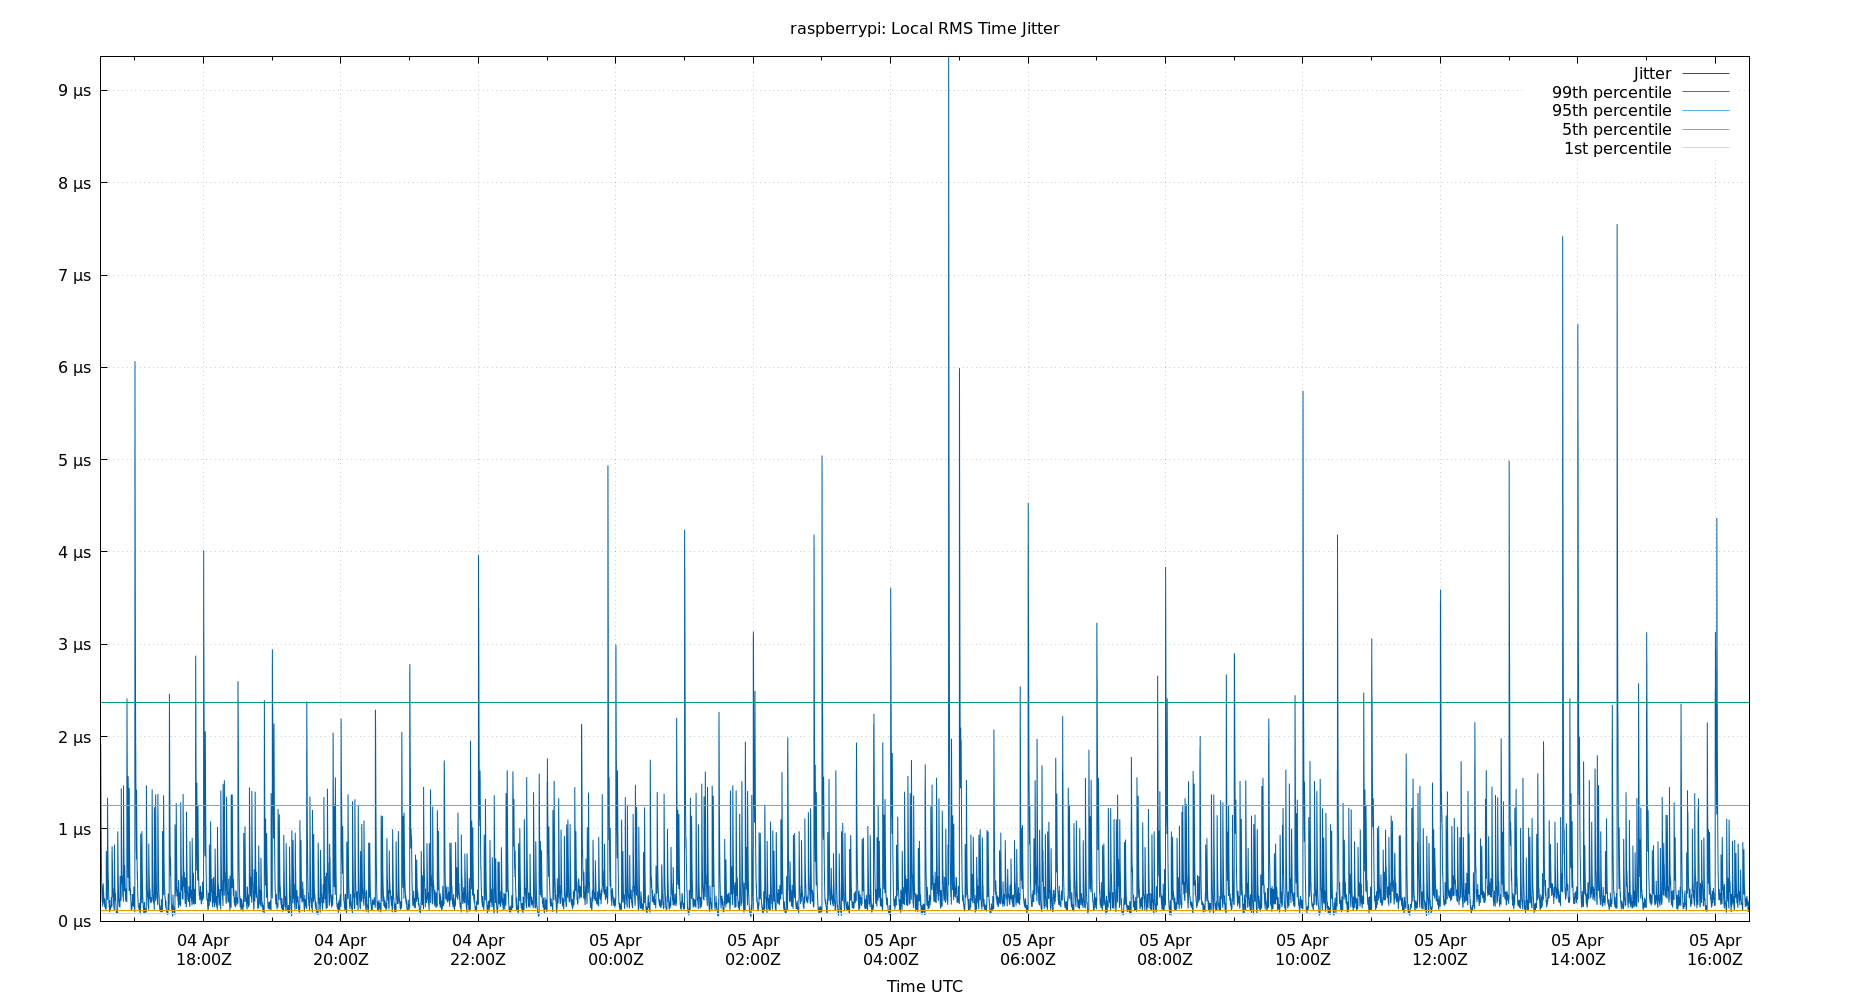 raspberrypi: Local RMS Time Jitter
Jitter
99th percentile
95th percentile
5th percentile
1st percentile
9 µs
8 µs
7 µs
6 µs
5 µs
4 µs
3 µs
2 µs
1 µs
0 µs
04 Apr 04 Apr 04 Apr 05 Apr 05 Apr 05 Apr 05 Apr 05 Apr 05 Apr 05 Apr 05 Apr 05 Apr
18:00Z 20:00Z 22:00Z 00:00Z 02:00Z 04:00Z 06:00Z 08:00Z 10:00Z 12:00Z 14:00Z 16:00Z
Time UTC